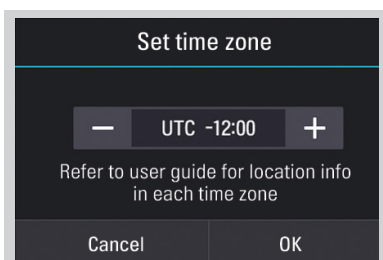 Set time zone
− UTC -12:00 +
Refer to user guide for location info
in each time zone
Cancel OK